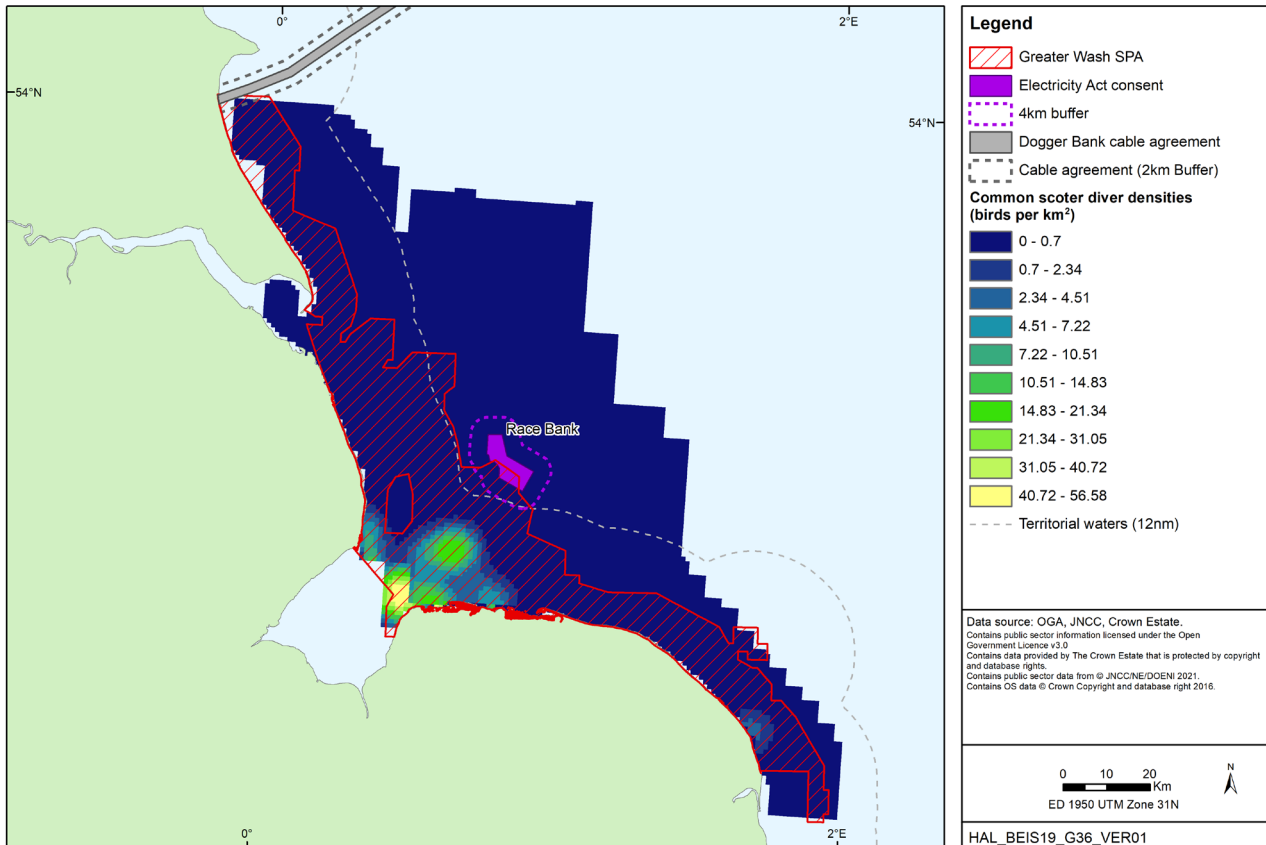 0°
2°E
54°N
54°N
Race Bank
0°
2°E
Legend
Greater Wash SPA
Electricity Act consent
4km buffer
Dogger Bank cable agreement
Cable agreement (2km Buffer)
Common scoter diver densities
(birds per km²)
0 - 0.7
0.7 - 2.34
2.34 - 4.51
4.51 - 7.22
7.22 - 10.51
10.51 - 14.83
14.83 - 21.34
21.34 - 31.05
31.05 - 40.72
40.72 - 56.58
Territorial waters (12nm)
Data source: OGA, JNCC, Crown Estate.
Contains public sector information licensed under the Open
Government Licence v3.0
Contains data provided by The Crown Estate that is protected by copyright
and database rights.
Contains public sector data from © JNCC/NE/DOENI 2021.
Contains OS data © Crown Copyright and database right 2016.
N
0 10 20
Km
ED 1950 UTM Zone 31N
HAL_BEIS19_G36_VER01